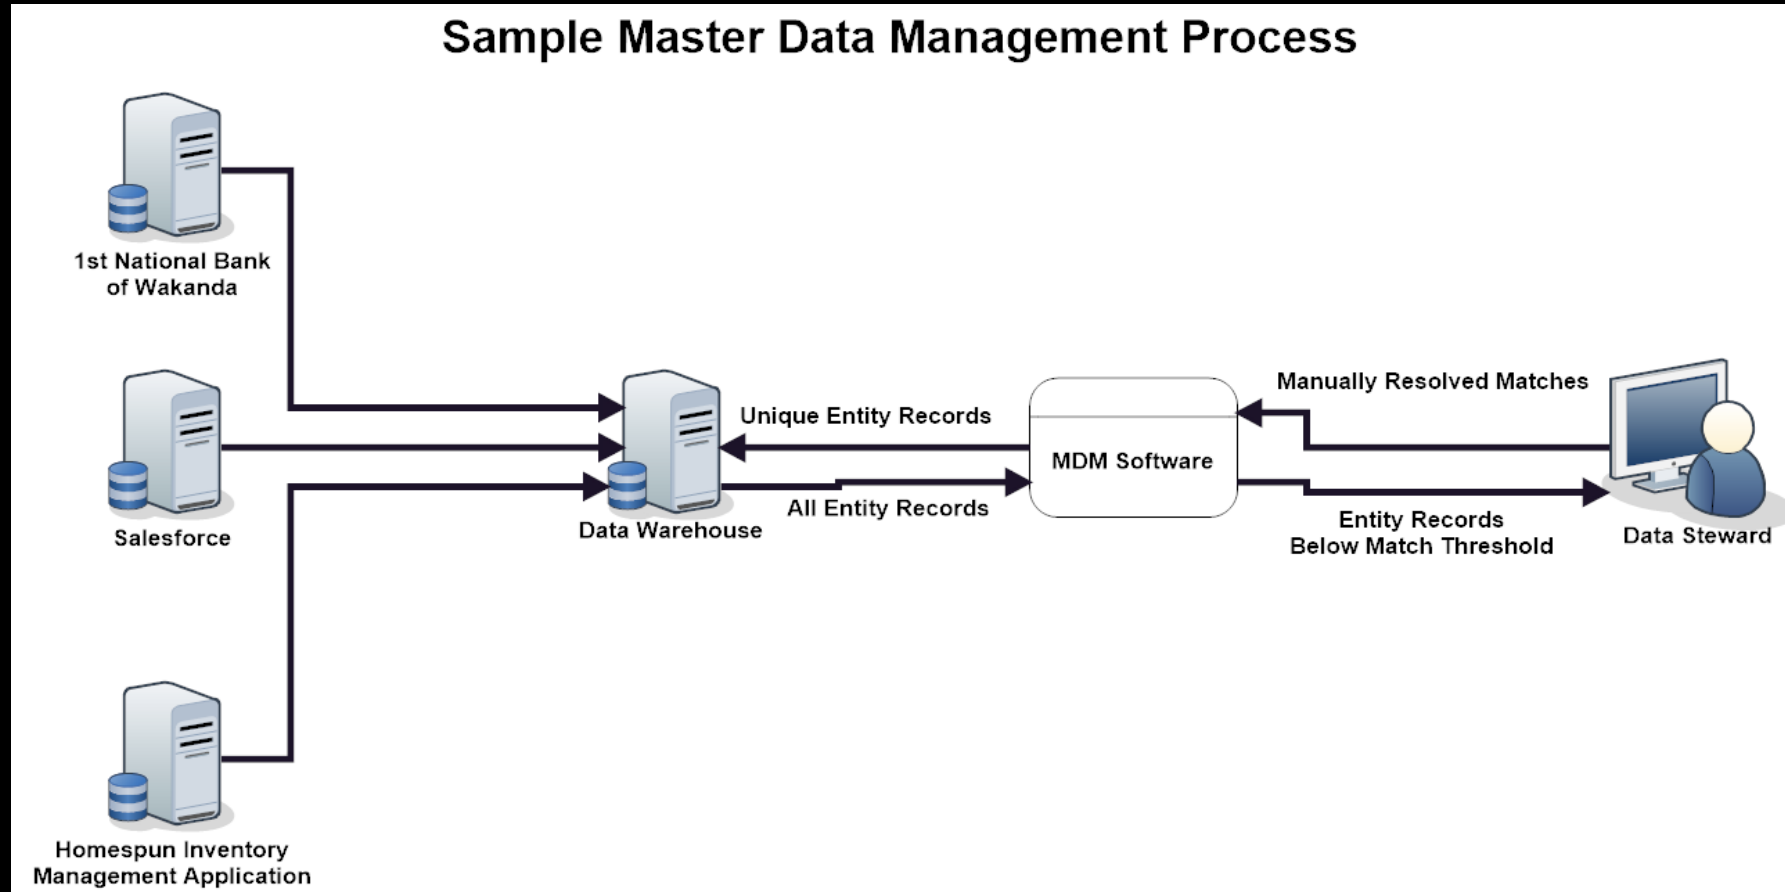 Sample Master Data Management Process
1st National Bank
of Wakanda
Salesforce
Homespun Inventory
Management Application
Data Warehouse
Unique Entity Records
All Entity Records
MDM Software
Manually Resolved Matches
Entity Records
Below Match Threshold
Data Steward